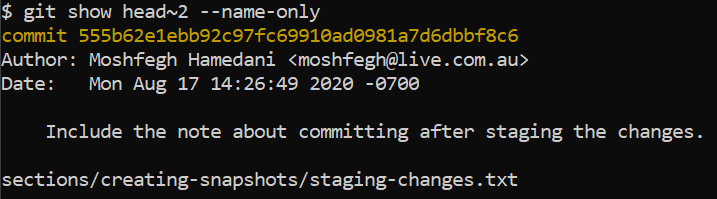 $ git show head~2 --name-only
commit 555b62e1ebb92c97fc69910ad0981a7d6dbbf8c6
Author: Moshfegh Hamedani <moshfegh@live.com.au>
Date:   Mon Aug 17 14:26:49 2020 -0700
    Include the note about committing after staging the changes.
sections/creating-snapshots/staging-changes.txt